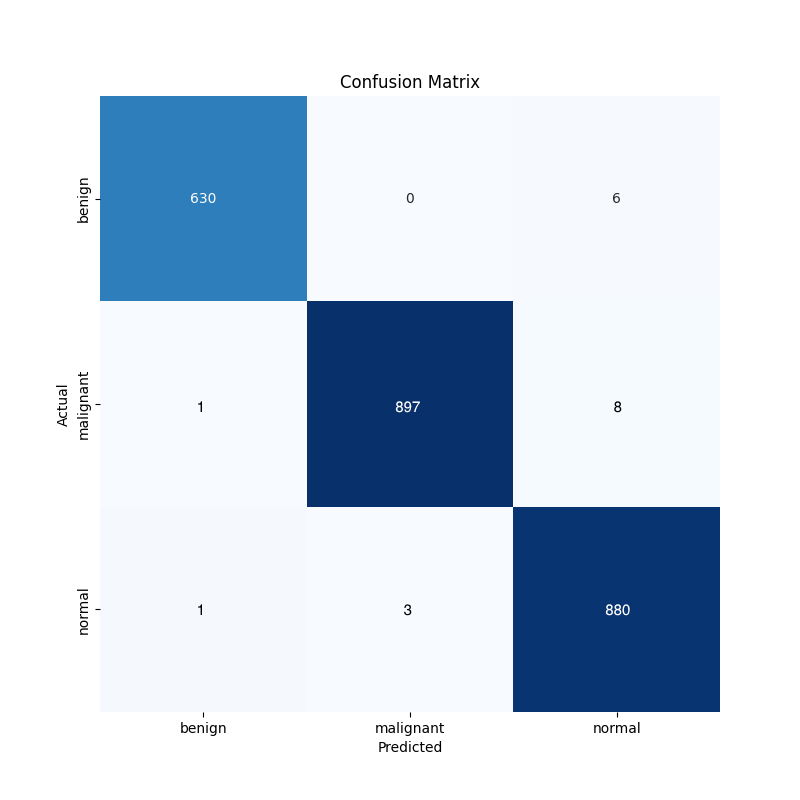 Confusion Matrix
benign
630
0
6
Actual
malignant
1
897
8
normal
1
3
880
benign
malignant
normal
Predicted